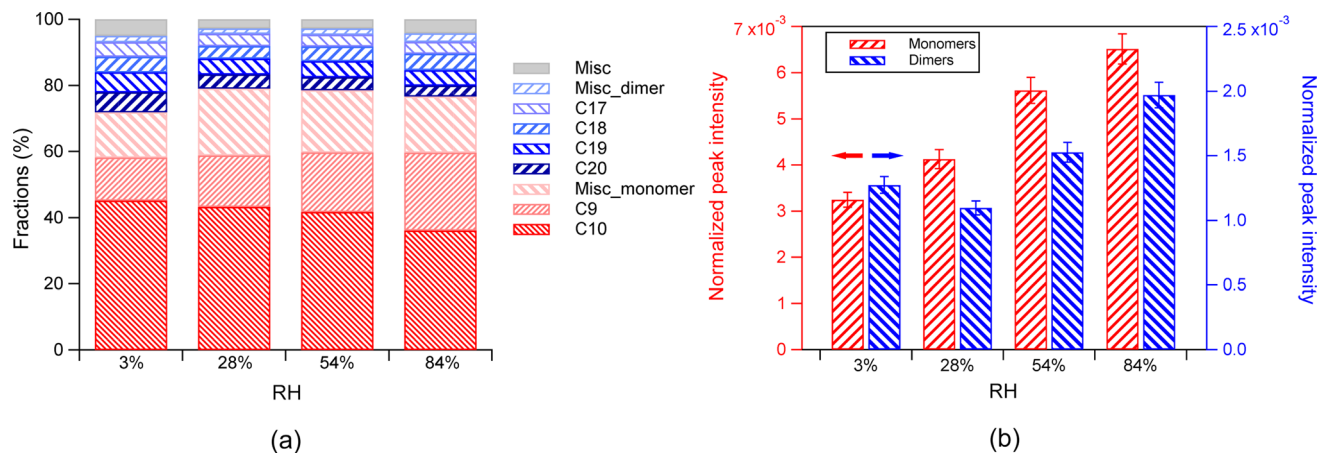 100
80
60
40
20
0
Fractions (%)
3%
28%
54%
84%
RH
(a)
Misc
Misc_dimer
C17
C18
C19
C20
Misc_monomer
C9
C10
7 x10⁻³
6
5
4
3
2
1
0
Normalized peak intensity
Monomers
Dimers
3%
28%
54%
84%
RH
(b)
2.5 x10⁻³
2.0
1.5
1.0
0.5
0.0
Normalized peak intensity